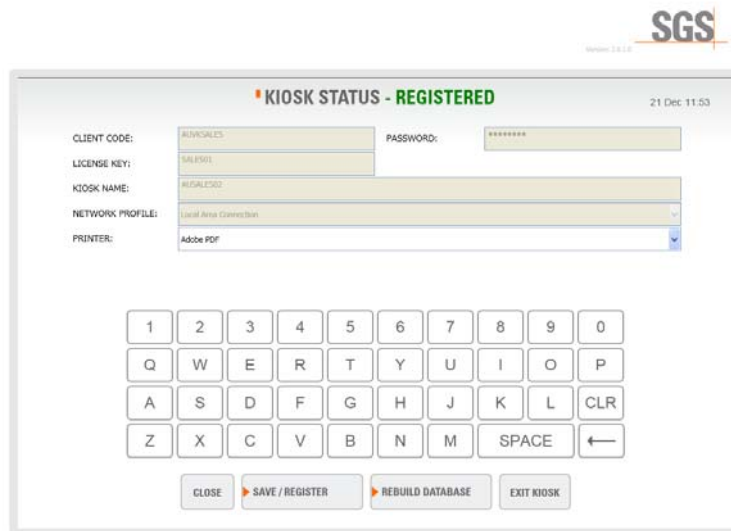 SGS
KIOSK STATUS - REGISTERED
21 Dec 11:53
CLIENT CODE:
PASSWORD: ********
LICENSE KEY: SALES01
KIOSK NAME:
NETWORK PROFILE: Local Area Connection
PRINTER: Adobe PDF
1 2 3 4 5 6 7 8 9 0
Q W E R T Y U I O P
A S D F G H J K L CLR
Z X C V B N M SPACE
CLOSE SAVE / REGISTER REBUILD DATABASE EXIT KIOSK